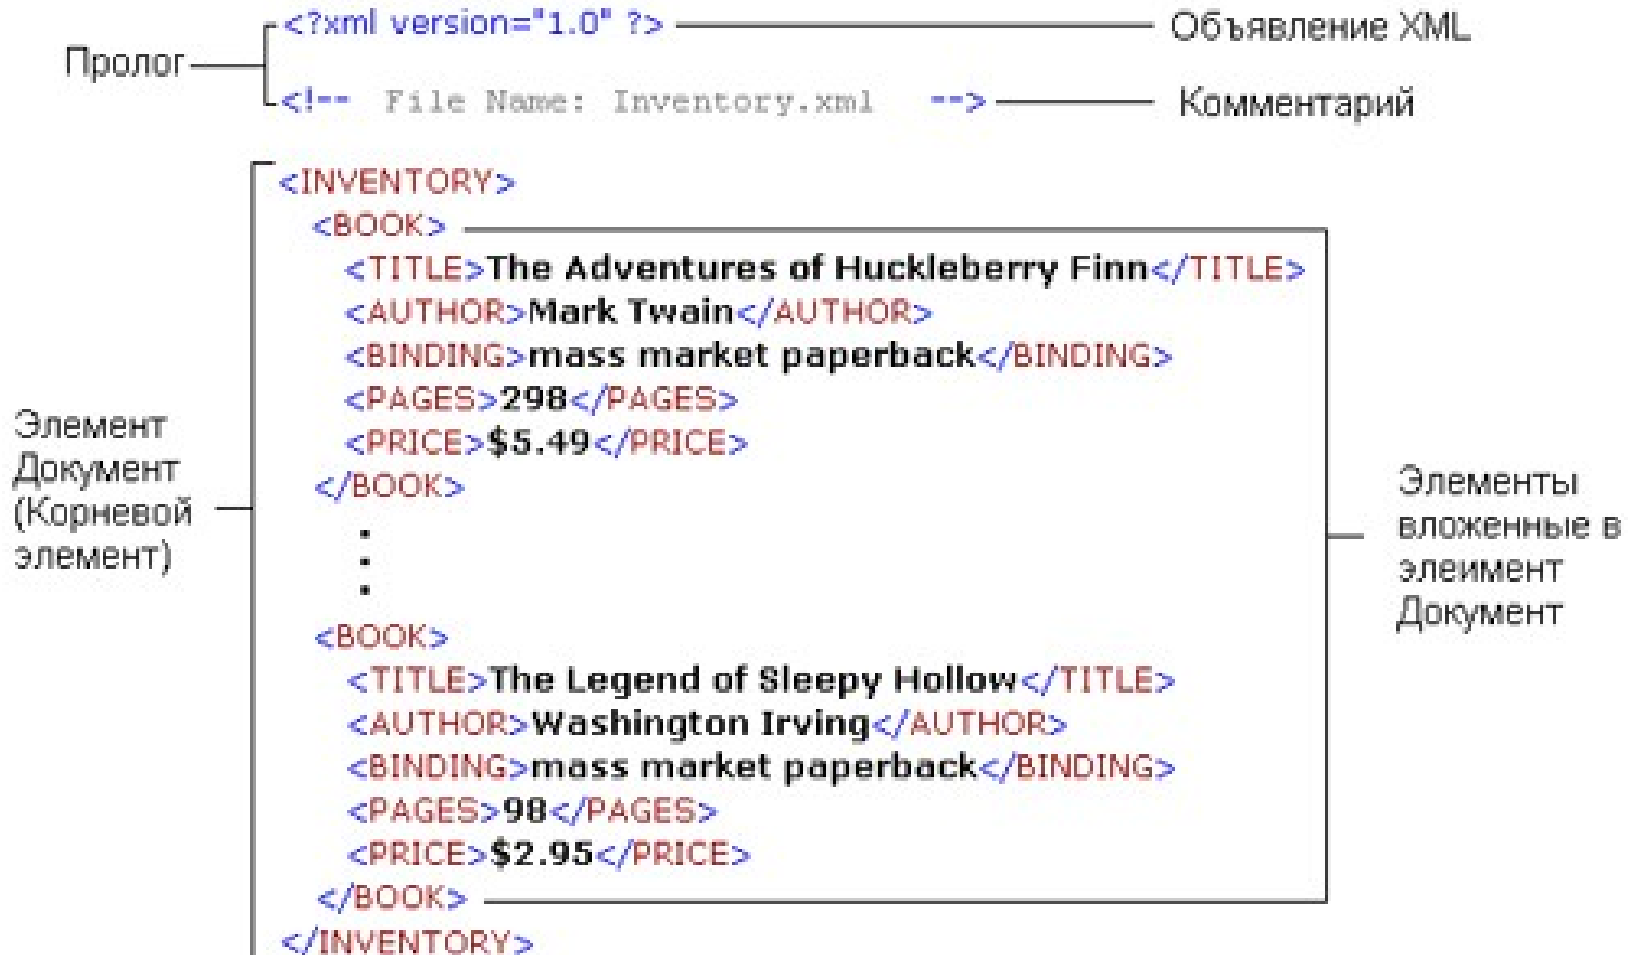 <?xml version="1.0" ?>
Объявление XML
Пролог
<!-- File Name: Inventory.xml -->
Комментарий
<INVENTORY>
<BOOK>
<TITLE>The Adventures of Huckleberry Finn</TITLE>
<AUTHOR>Mark Twain</AUTHOR>
<BINDING>mass market paperback</BINDING>
<PAGES>298</PAGES>
<PRICE>$5.49</PRICE>
</BOOK>
Элемент
Документ
(Корневой
элемент)
Элементы
вложенные в
элеимент
Документ
<BOOK>
<TITLE>The Legend of Sleepy Hollow</TITLE>
<AUTHOR>Washington Irving</AUTHOR>
<BINDING>mass market paperback</BINDING>
<PAGES>98</PAGES>
<PRICE>$2.95</PRICE>
</BOOK>
</INVENTORY>